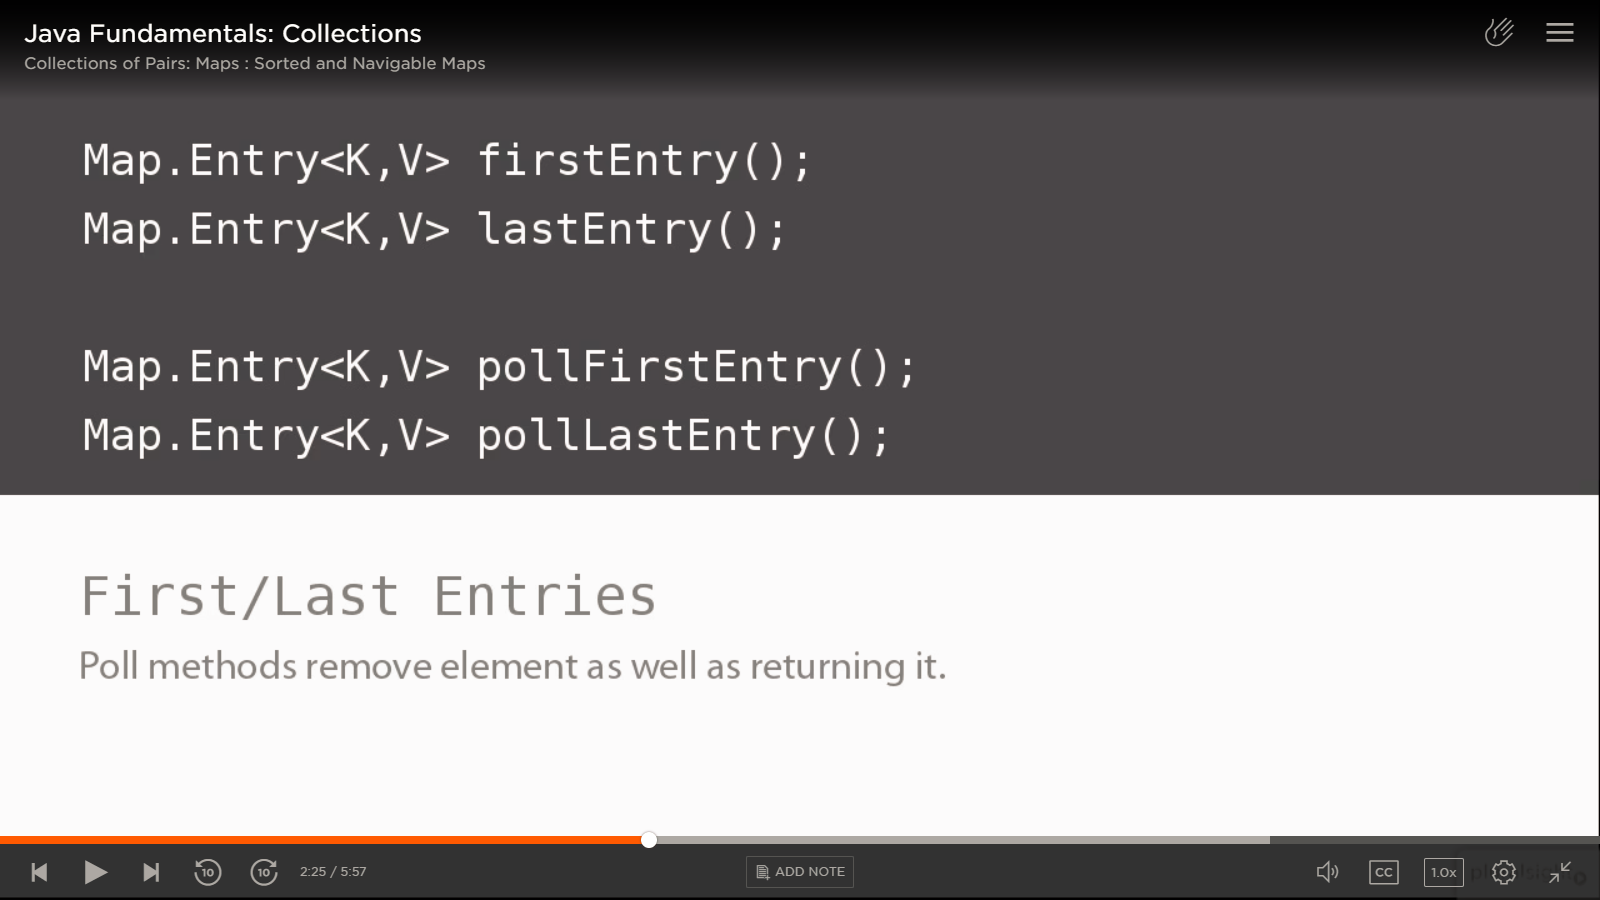 Java Fundamentals: Collections
Collections of Pairs: Maps : Sorted and Navigable Maps
Map.Entry<K,V> firstEntry();
Map.Entry<K,V> lastEntry();
Map.Entry<K,V> pollFirstEntry();
Map.Entry<K,V> pollLastEntry();
First/Last Entries
Poll methods remove element as well as returning it.
10 10 2:25 / 5:57 ADD NOTE CC 1.0x